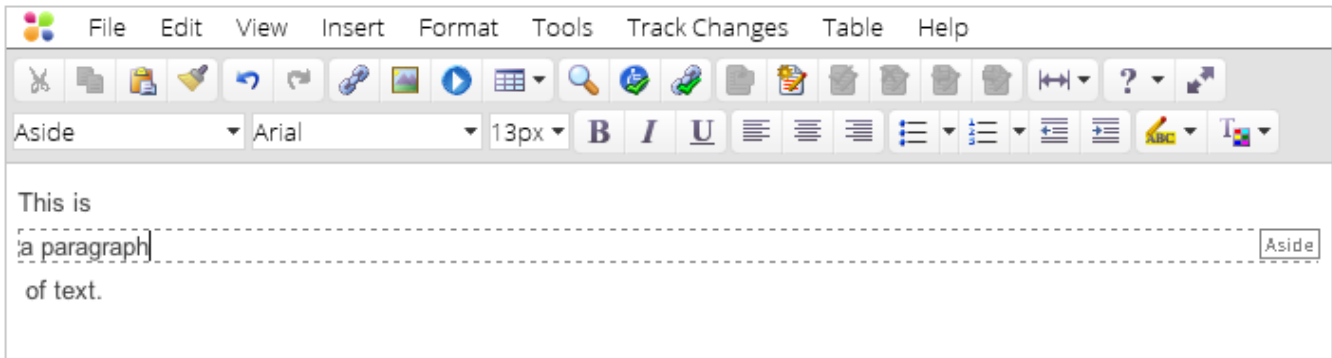 File Edit View Insert Format Tools Track Changes Table Help
Aside Arial 13px B I U ABC T
This is
a paragraph Aside
of text.